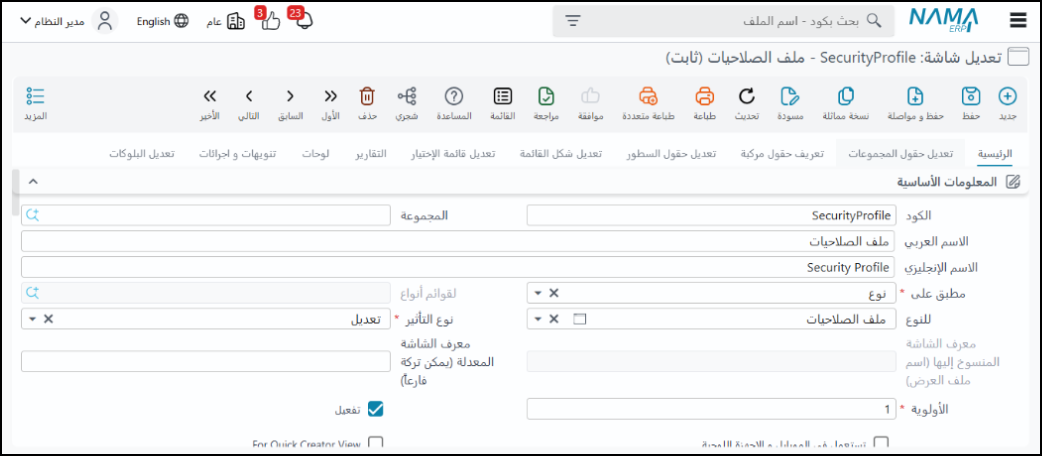 NAMA ERP بحث بكود - اسم الملف 23 3 عام English مدير النظام
تعديل شاشة: SecurityProfile - ملف الصلاحيات (ثابت)
جديد حفظ حفظ و مواصلة نسخة مماثلة مسودة تحديث طباعة طباعة متعددة موافقة مراجعة القائمة المساعدة شجري حذف الأول السابق التالي الأخير المزيد
الرئيسية تعديل حقول المجموعات تعريف حقول مركبة تعديل حقول السطور تعديل شكل القائمة تعديل قائمة الإختيار التقارير لوحات تنويهات و اجرائات تعديل البلوكات
المعلومات الأساسية
الكود SecurityProfile المجموعة
الاسم العربي ملف الصلاحيات
الاسم الإنجليزي Security Profile
مطبق على * نوع لقوائم أنواع
للنوع ملف الصلاحيات نوع التأثير * تعديل
معرف الشاشة
المنسوخ إليها (اسم
ملف العرض)
معرف الشاشة
المعدلة (يمكن تركة
فارغاً)
الأولوية * 1 تفعيل
تستعمل في الموبايل و الاجهزة اللوحية For Quick Creator View